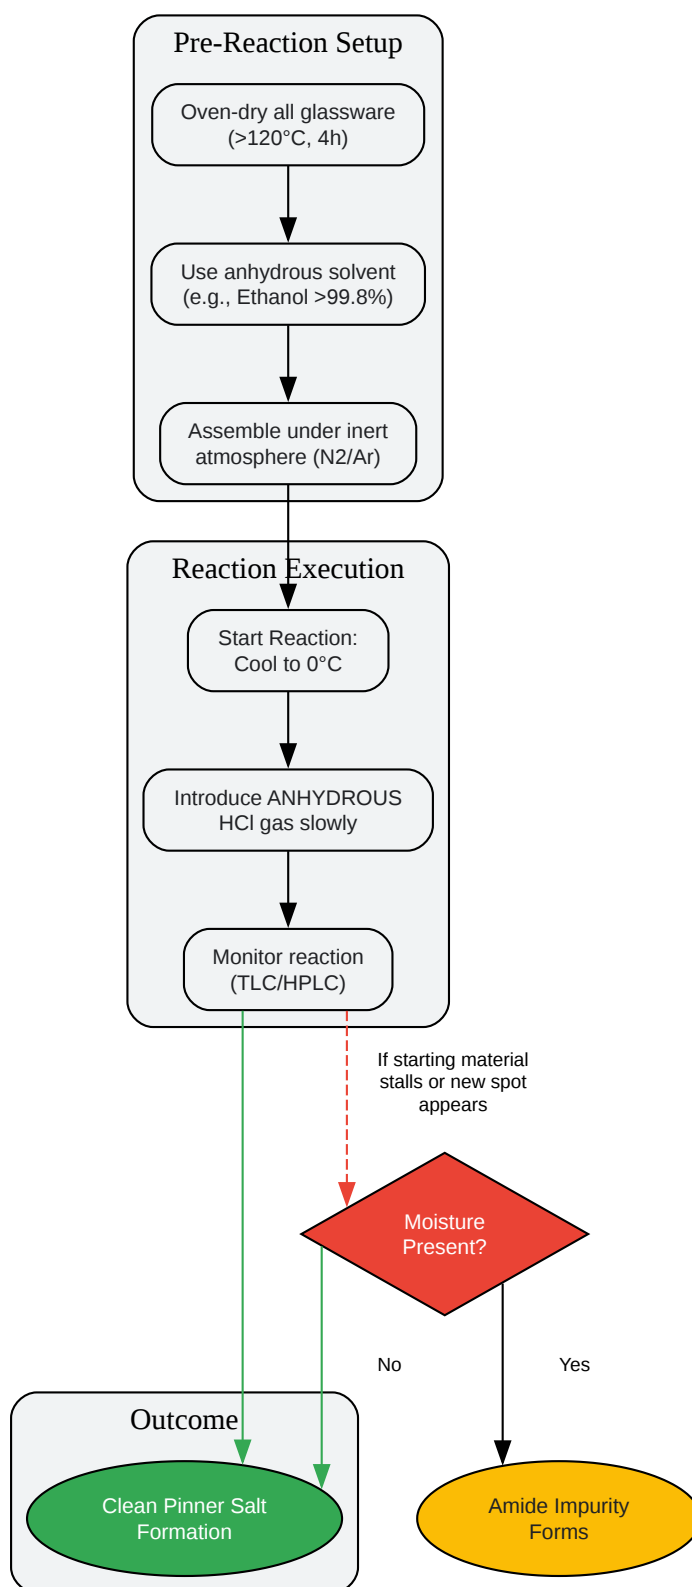 Pre-Reaction Setup
Oven-dry all glassware
(>120°C, 4h)
Use anhydrous solvent
(e.g., Ethanol >99.8%)
Assemble under inert
atmosphere (N2/Ar)
Reaction Execution
Start Reaction:
Cool to 0°C
Introduce ANHYDROUS
HCl gas slowly
Monitor reaction
(TLC/HPLC)
If starting material
stalls or new spot
appears
Moisture
Present?
No
Yes
Outcome
Clean Pinner Salt
Formation
Amide Impurity
Forms